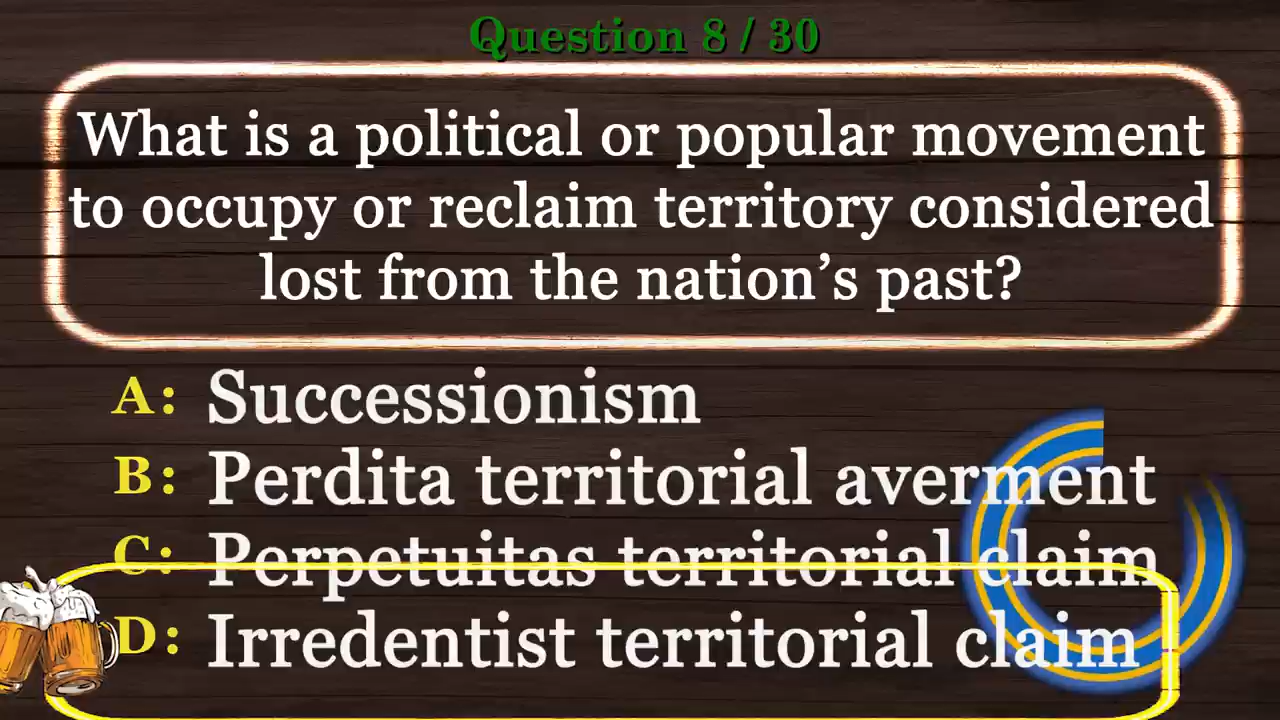 Question 8 / 30
What is a political or popular movement
to occupy or reclaim territory considered
lost from the nation’s past?
A: Successionism
B: Perdita territorial averment
C: Perpetuitas territorial claim
D: Irredentist territorial claim